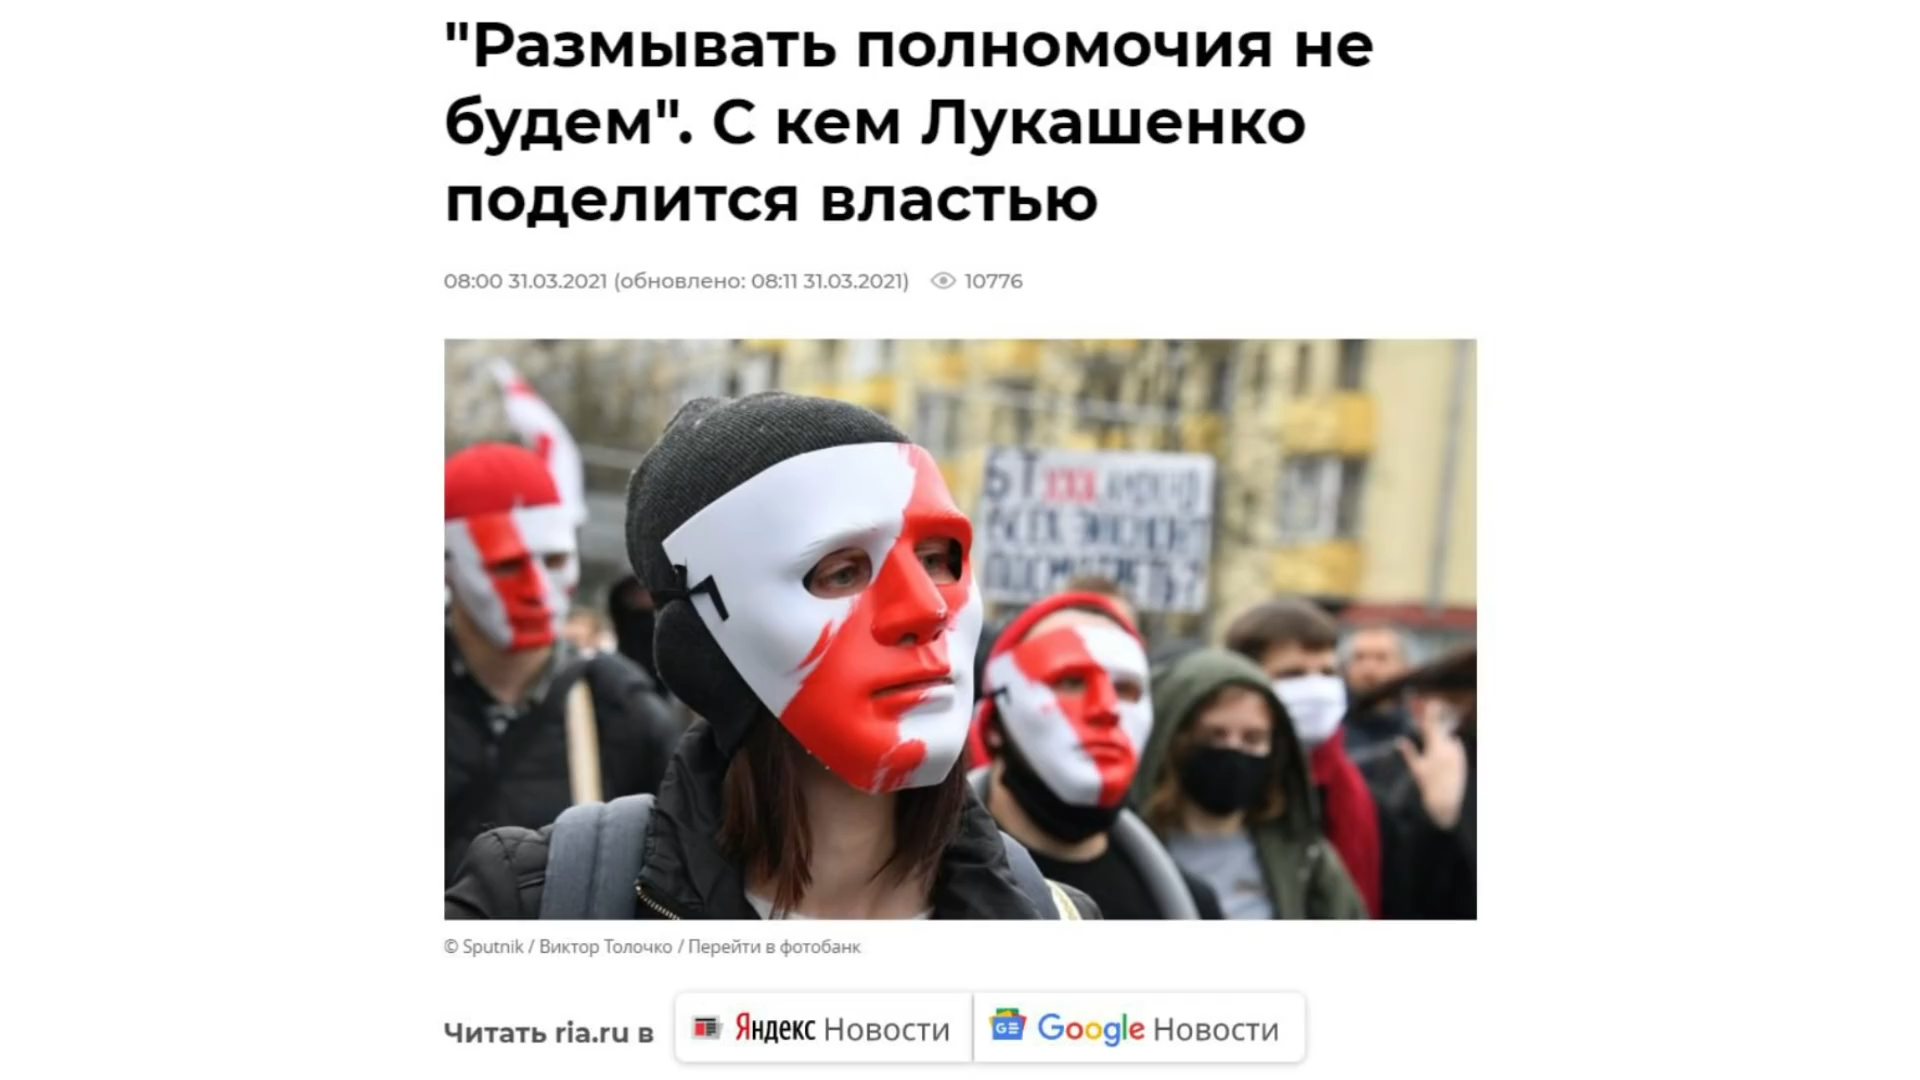 "Размывать полномочия не
будем". С кем Лукашенко
поделится властью
08:00 31.03.2021 (обновлено: 08:11 31.03.2021) 10776
© Sputnik / Виктор Толочко / Перейти в фотобанк
Читать ria.ru в Яндекс Новости GE Google Новости